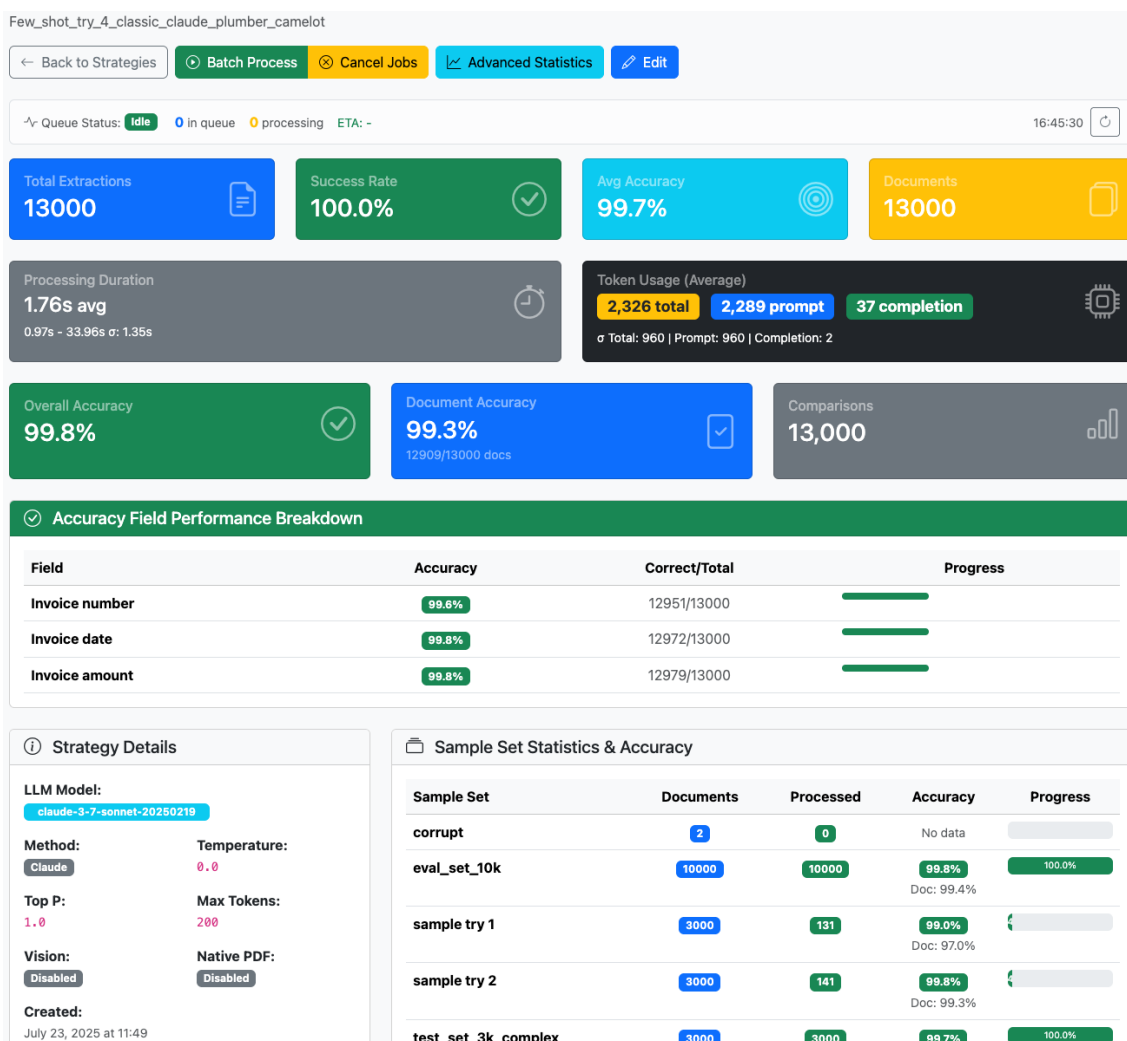 Few_shot_try_4_classic_claude_plumber_camelot
← Back to Strategies Batch Process Cancel Jobs Advanced Statistics Edit
Queue Status: Idle 0 in queue 0 processing ETA: - 16:45:30
Total Extractions
13000
Success Rate
100.0%
Avg Accuracy
99.7%
Documents
13000
Processing Duration
1.76s avg
0.97s - 33.96s σ: 1.35s
Token Usage (Average)
2,326 total 2,289 prompt 37 completion
σ Total: 960 | Prompt: 960 | Completion: 2
Overall Accuracy
99.8%
Document Accuracy
99.3%
12909/13000 docs
Comparisons
13,000
Accuracy Field Performance Breakdown
Field Accuracy Correct/Total Progress
Invoice number 99.6% 12951/13000
Invoice date 99.8% 12972/13000
Invoice amount 99.8% 12979/13000
Strategy Details
LLM Model:
claude-3-7-sonnet-20250219
Method: Temperature:
Claude 0.0
Top P: Max Tokens:
1.0 200
Vision: Native PDF:
Disabled Disabled
Created:
July 23, 2025 at 11:49
Sample Set Statistics & Accuracy
Sample Set Documents Processed Accuracy Progress
corrupt 2 0 No data
eval_set_10k 10000 10000 99.8% 100.0%
Doc: 99.4%
sample try 1 3000 131 99.0%
Doc: 97.0%
sample try 2 3000 141 99.8%
Doc: 99.3%
test_set_3k_complex 3000 3000 99.7% 100.0%